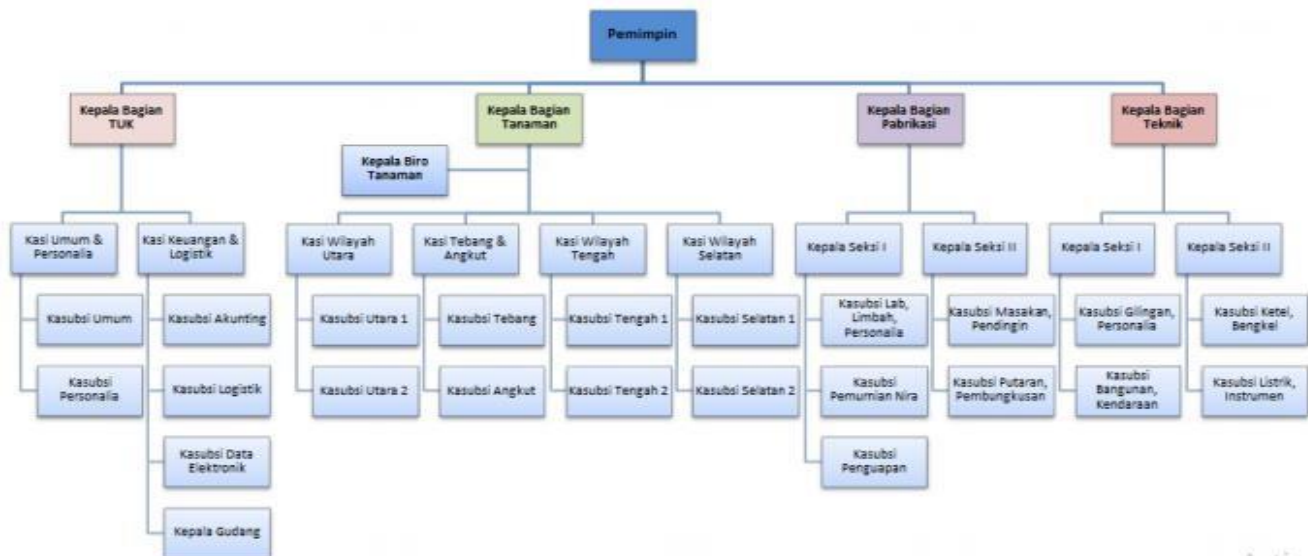 Pemimpin
Kepala Bagian
TUK
Kepala Bagian
Tanaman
Kepala Bagian
Pabrikasi
Kepala Bagian
Teknik
Kepala Biro
Tanaman
Kasi Umum &
Personalia
Kasi Keuangan &
Logistik
Kasi Wilayah
Utara
Kasi Tebang &
Angkut
Kasi Wilayah
Tengah
Kasi Wilayah
Selatan
Kepala Seksi I
Kepala Seksi II
Kepala Seksi I
Kepala Seksi II
Kasubsi Umum
Kasubsi Akunting
Kasubsi Utara 1
Kasubsi Tebang
Kasubsi Tengah 1
Kasubsi Selatan 1
Kasubsi Lab,
Limbah,
Personalia
Kasubsi Masakan,
Pendingin
Kasubsi Gilingan,
Personalia
Kasubsi Ketel,
Bengkel
Kasubsi
Personalia
Kasubsi Logistik
Kasubsi Utara 2
Kasubsi Angkut
Kasubsi Tengah 2
Kasubsi Selatan 2
Kasubsi
Pemurnian Nira
Kasubsi Putaran,
Pembungkusan
Kasubsi
Bangunan,
Kendaraan
Kasubsi Listrik,
Instrumen
Kasubsi Data
Elektronik
Kasubsi
Penguapan
Kepala Gudang